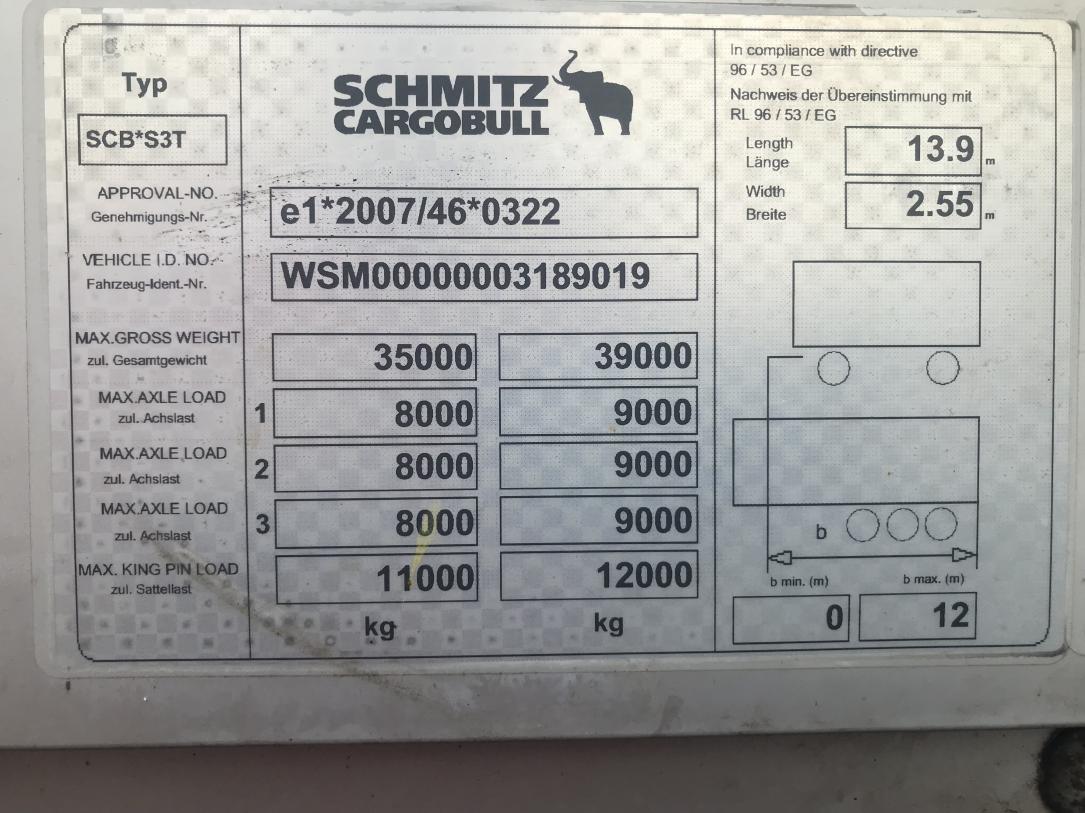 Typ
SCB*S3T
SCHMITZ
CARGOBULL
APPROVAL-NO.
Genehmigungs-Nr.
e1*2007/46*0322
VEHICLE I.D. NO.
Fahrzeug-Ident.-Nr.
WSM00000003189019
MAX.GROSS WEIGHT
zul. Gesamtgewicht
35000 39000
MAX.AXLE LOAD
zul. Achslast
1 8000 9000
MAX.AXLE LOAD
zul. Achslast
2 8000 9000
MAX.AXLE LOAD
zul. Achslast
3 8000 9000
MAX. KING PIN LOAD
zul. Sattellast
11000 12000
kg kg
In compliance with directive
96 / 53 / EG
Nachweis der Übereinstimmung mit
RL 96 / 53 / EG
Length
Länge
13.9 m
Width
Breite
2.55 m
b
b min. (m) b max. (m)
0 12